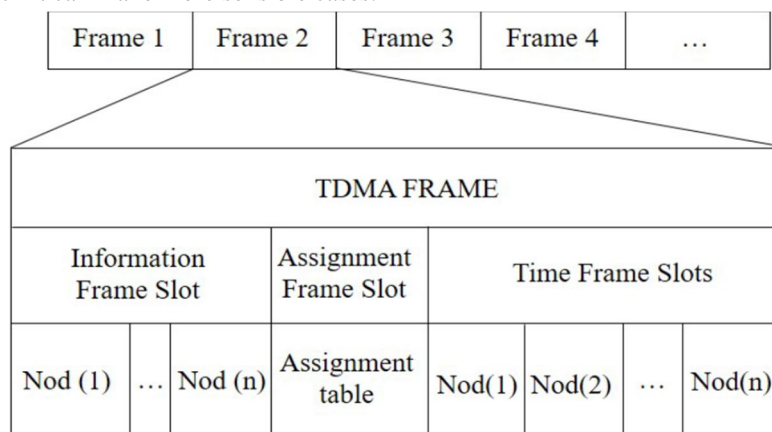 Frame 1 Frame 2 Frame 3 Frame 4 ...
TDMA FRAME
Information Frame Slot
Assignment Frame Slot
Time Frame Slots
Nod (1) ... Nod (n)
Assignment table
Nod(1) Nod(2) ... Nod(n)